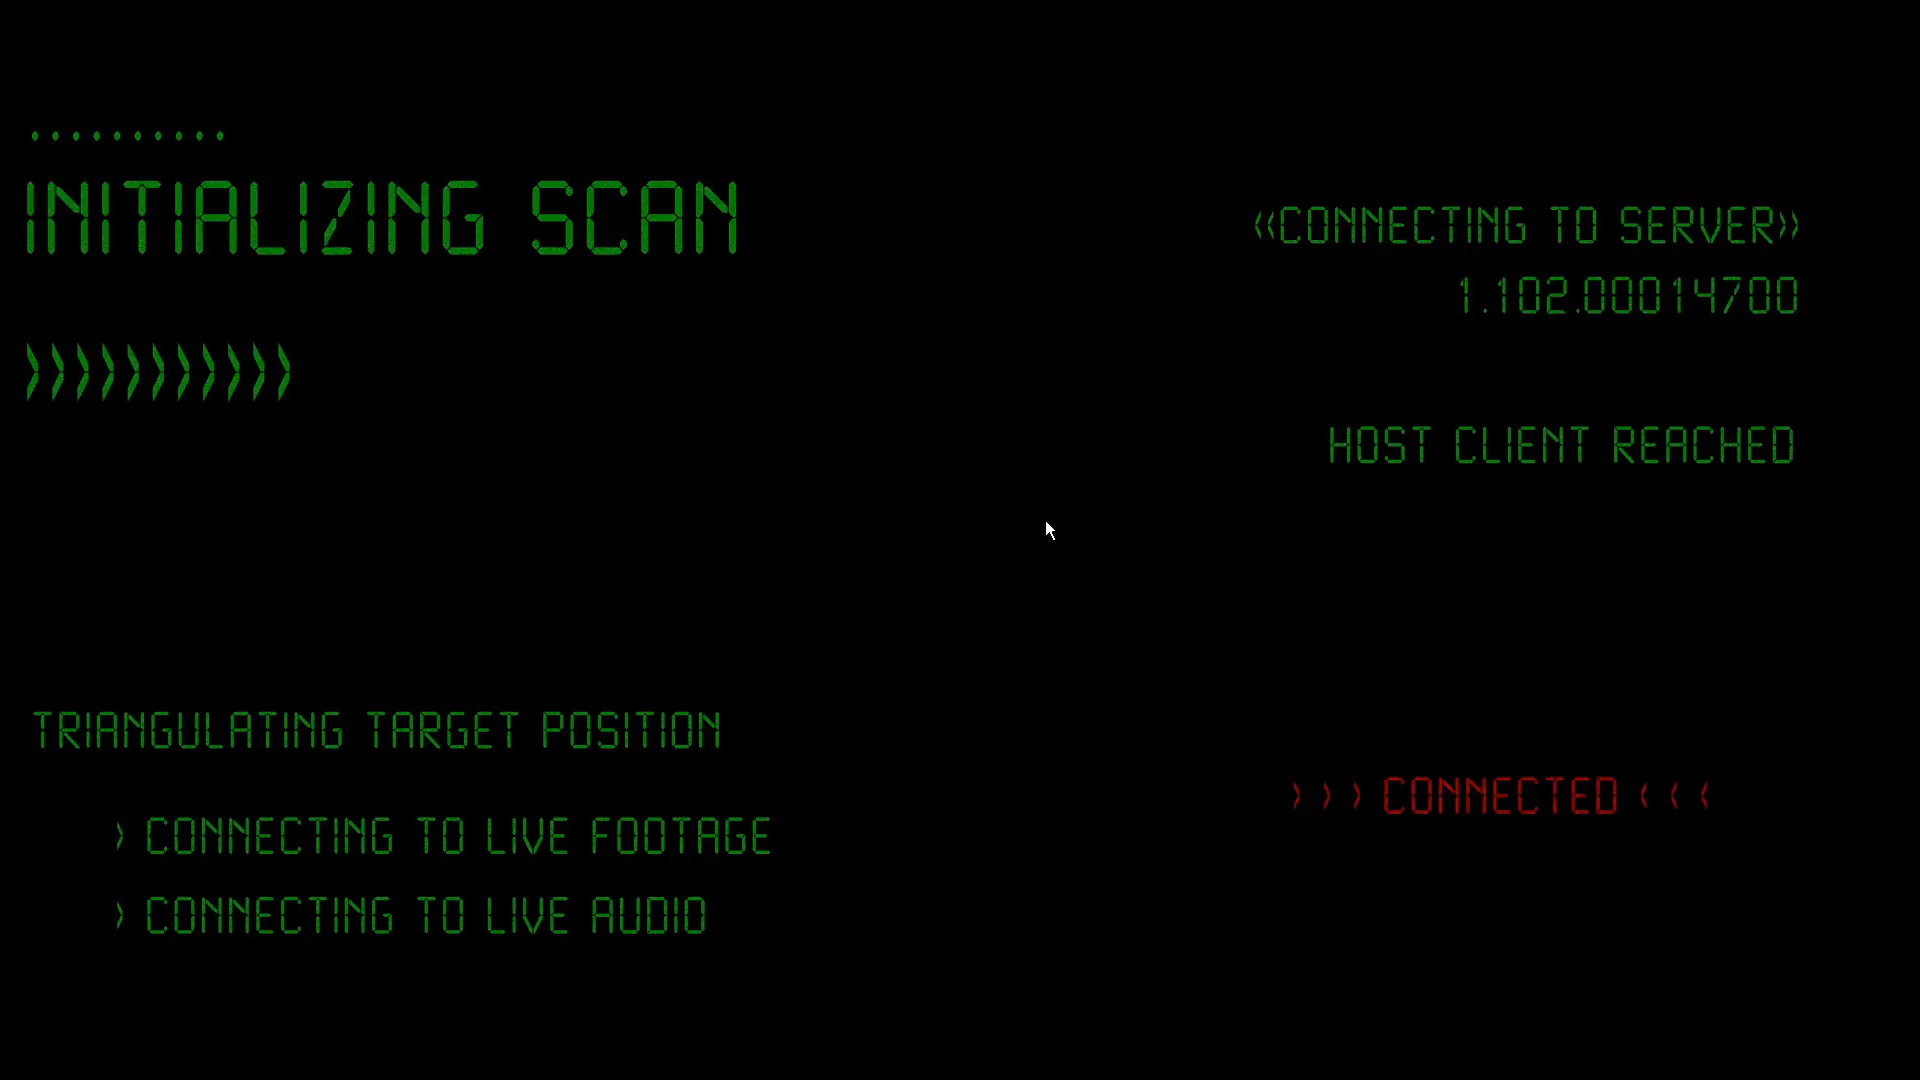 ..........
INITIALIZING SCAN
>>>>>>>>>>>
<<CONNECTING TO SERVER>>
1.102.00014700
HOST CLIENT REACHED
TRIANGULATING TARGET POSITION
> CONNECTING TO LIVE FOOTAGE
> CONNECTING TO LIVE AUDIO
> > > CONNECTED < < <